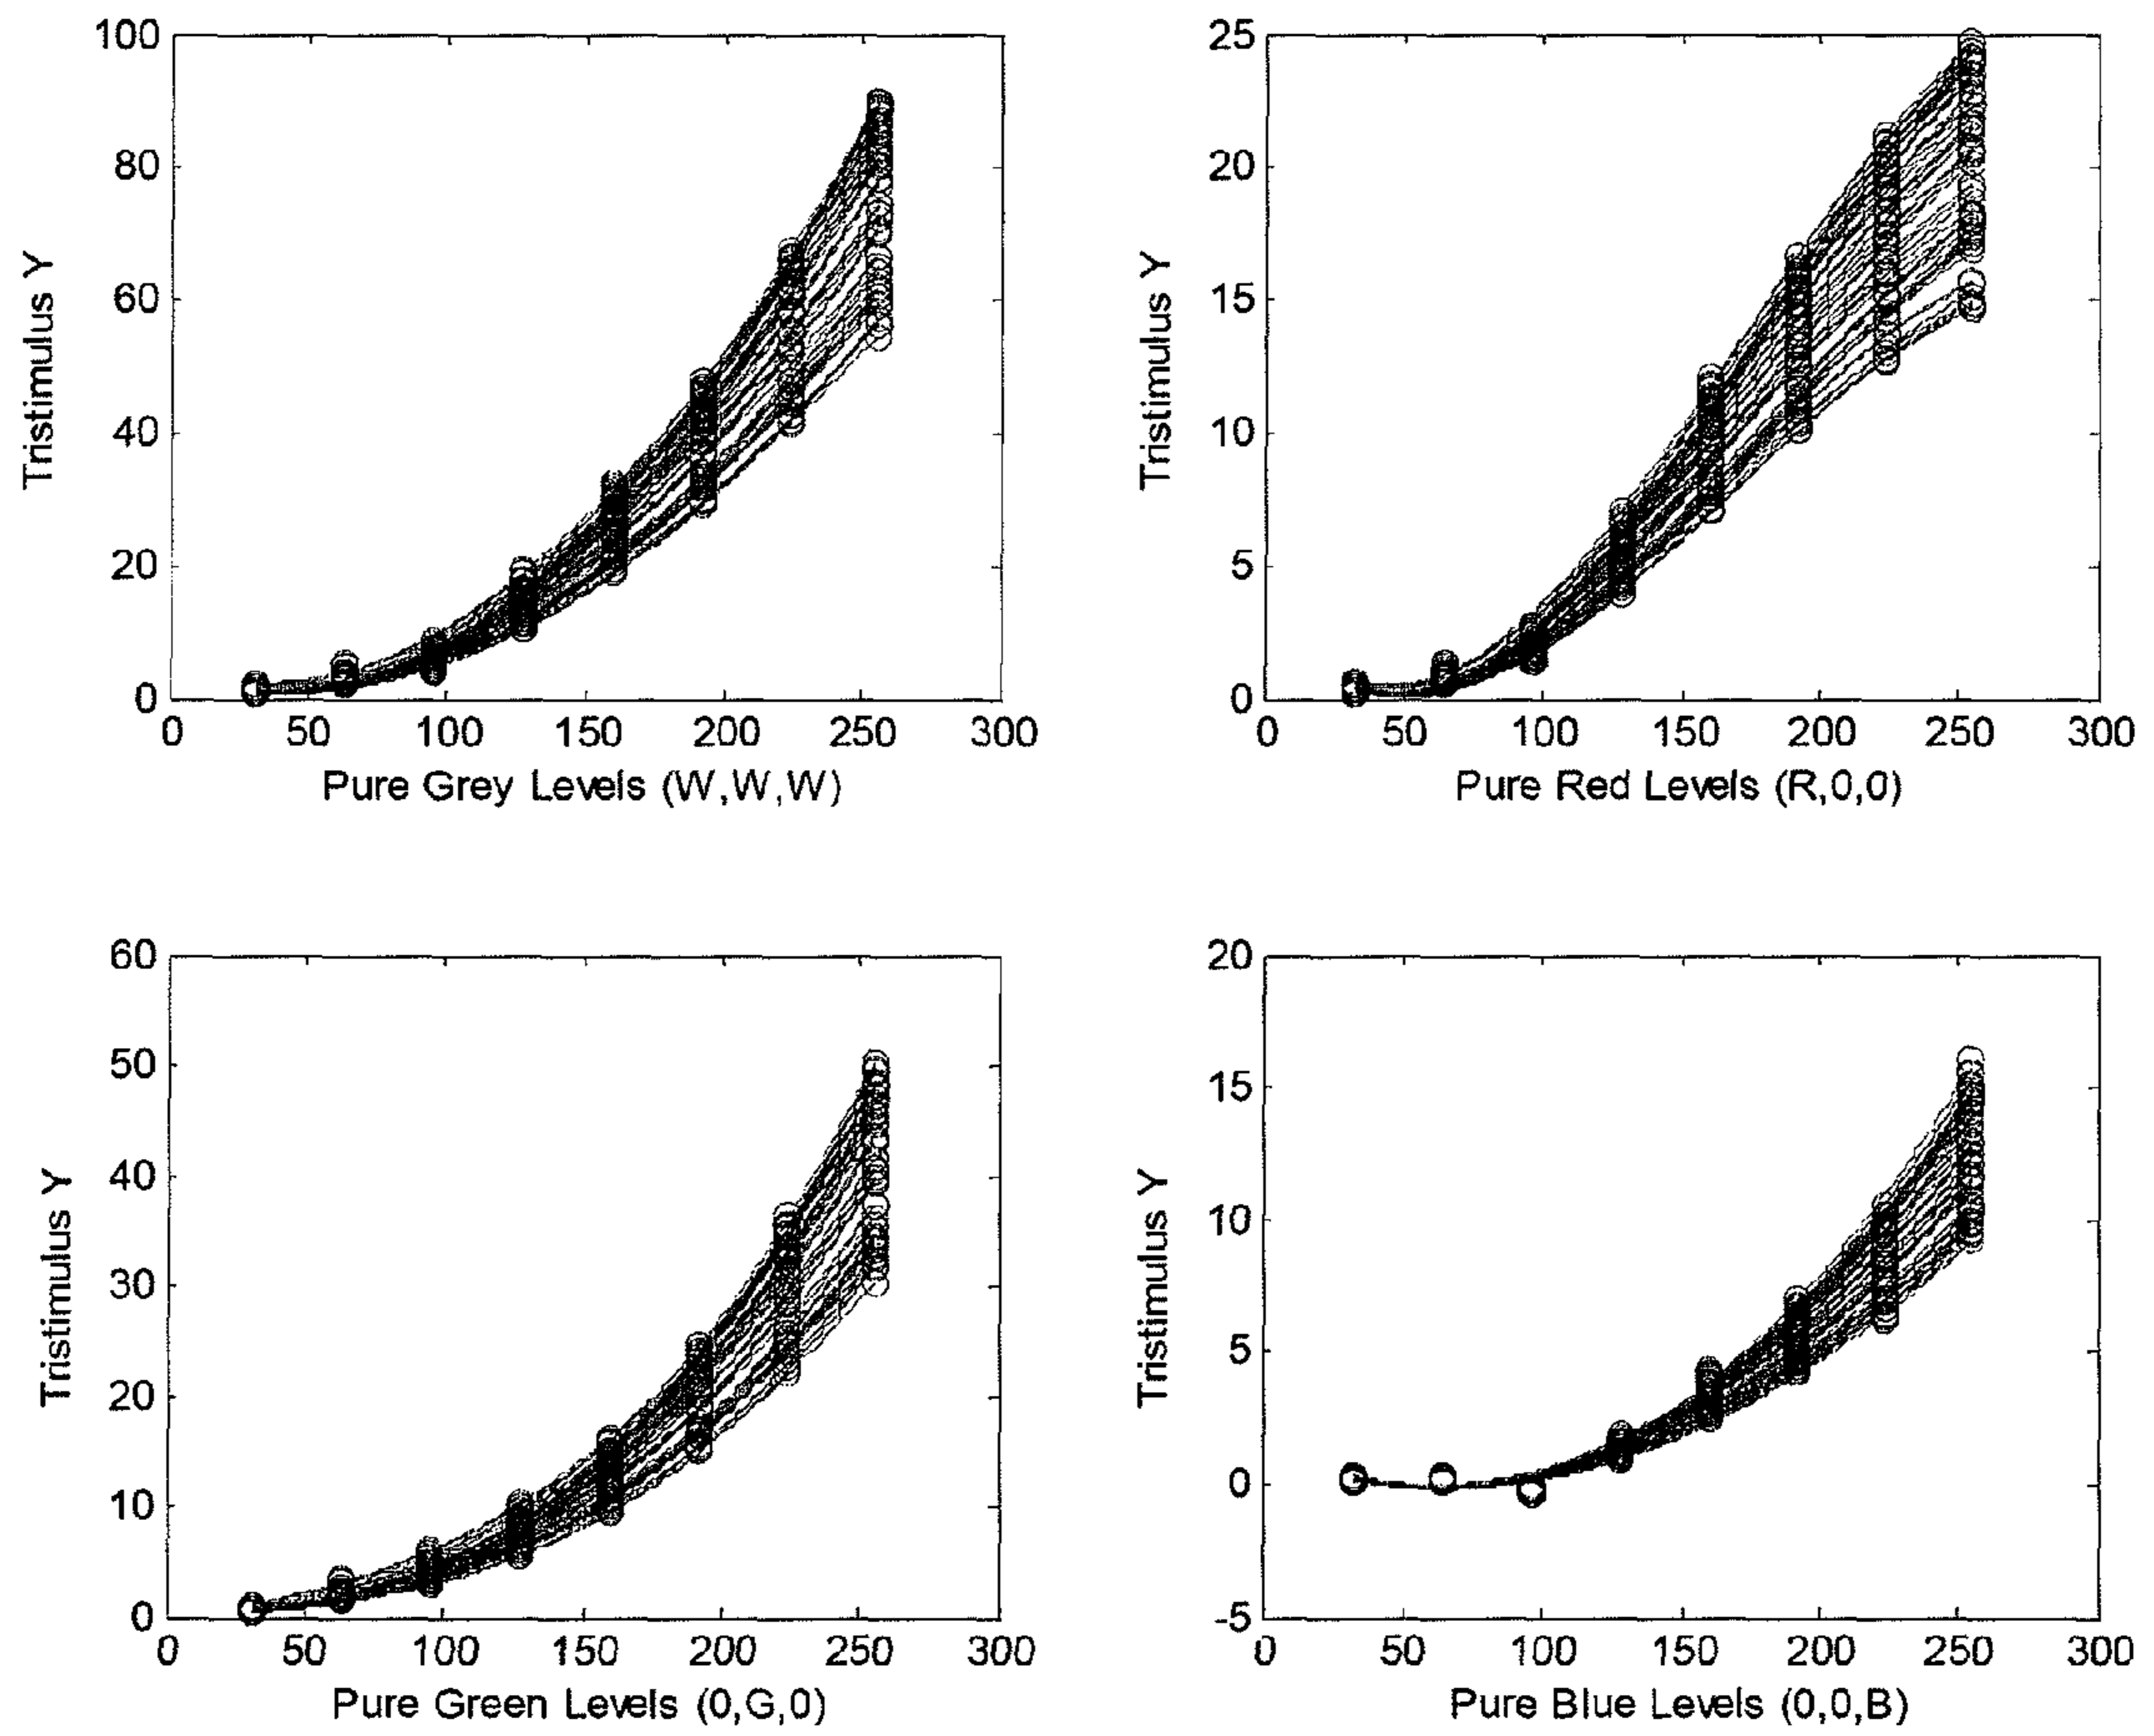 100
80
60
40
20
0
Tristimulus Y
0 50 100 150 200 250 300
Pure Grey Levels (W,W,W)
25
20
15
10
5
0
Tristimulus Y
0 50 100 150 200 250 300
Pure Red Levels (R,0,0)
60
50
40
30
20
10
0
Tristimulus Y
0 50 100 150 200 250 300
Pure Green Levels (0,G,0)
20
15
10
5
0
-5
Tristimulus Y
0 50 100 150 200 250 300
Pure Blue Levels (0,0,B)